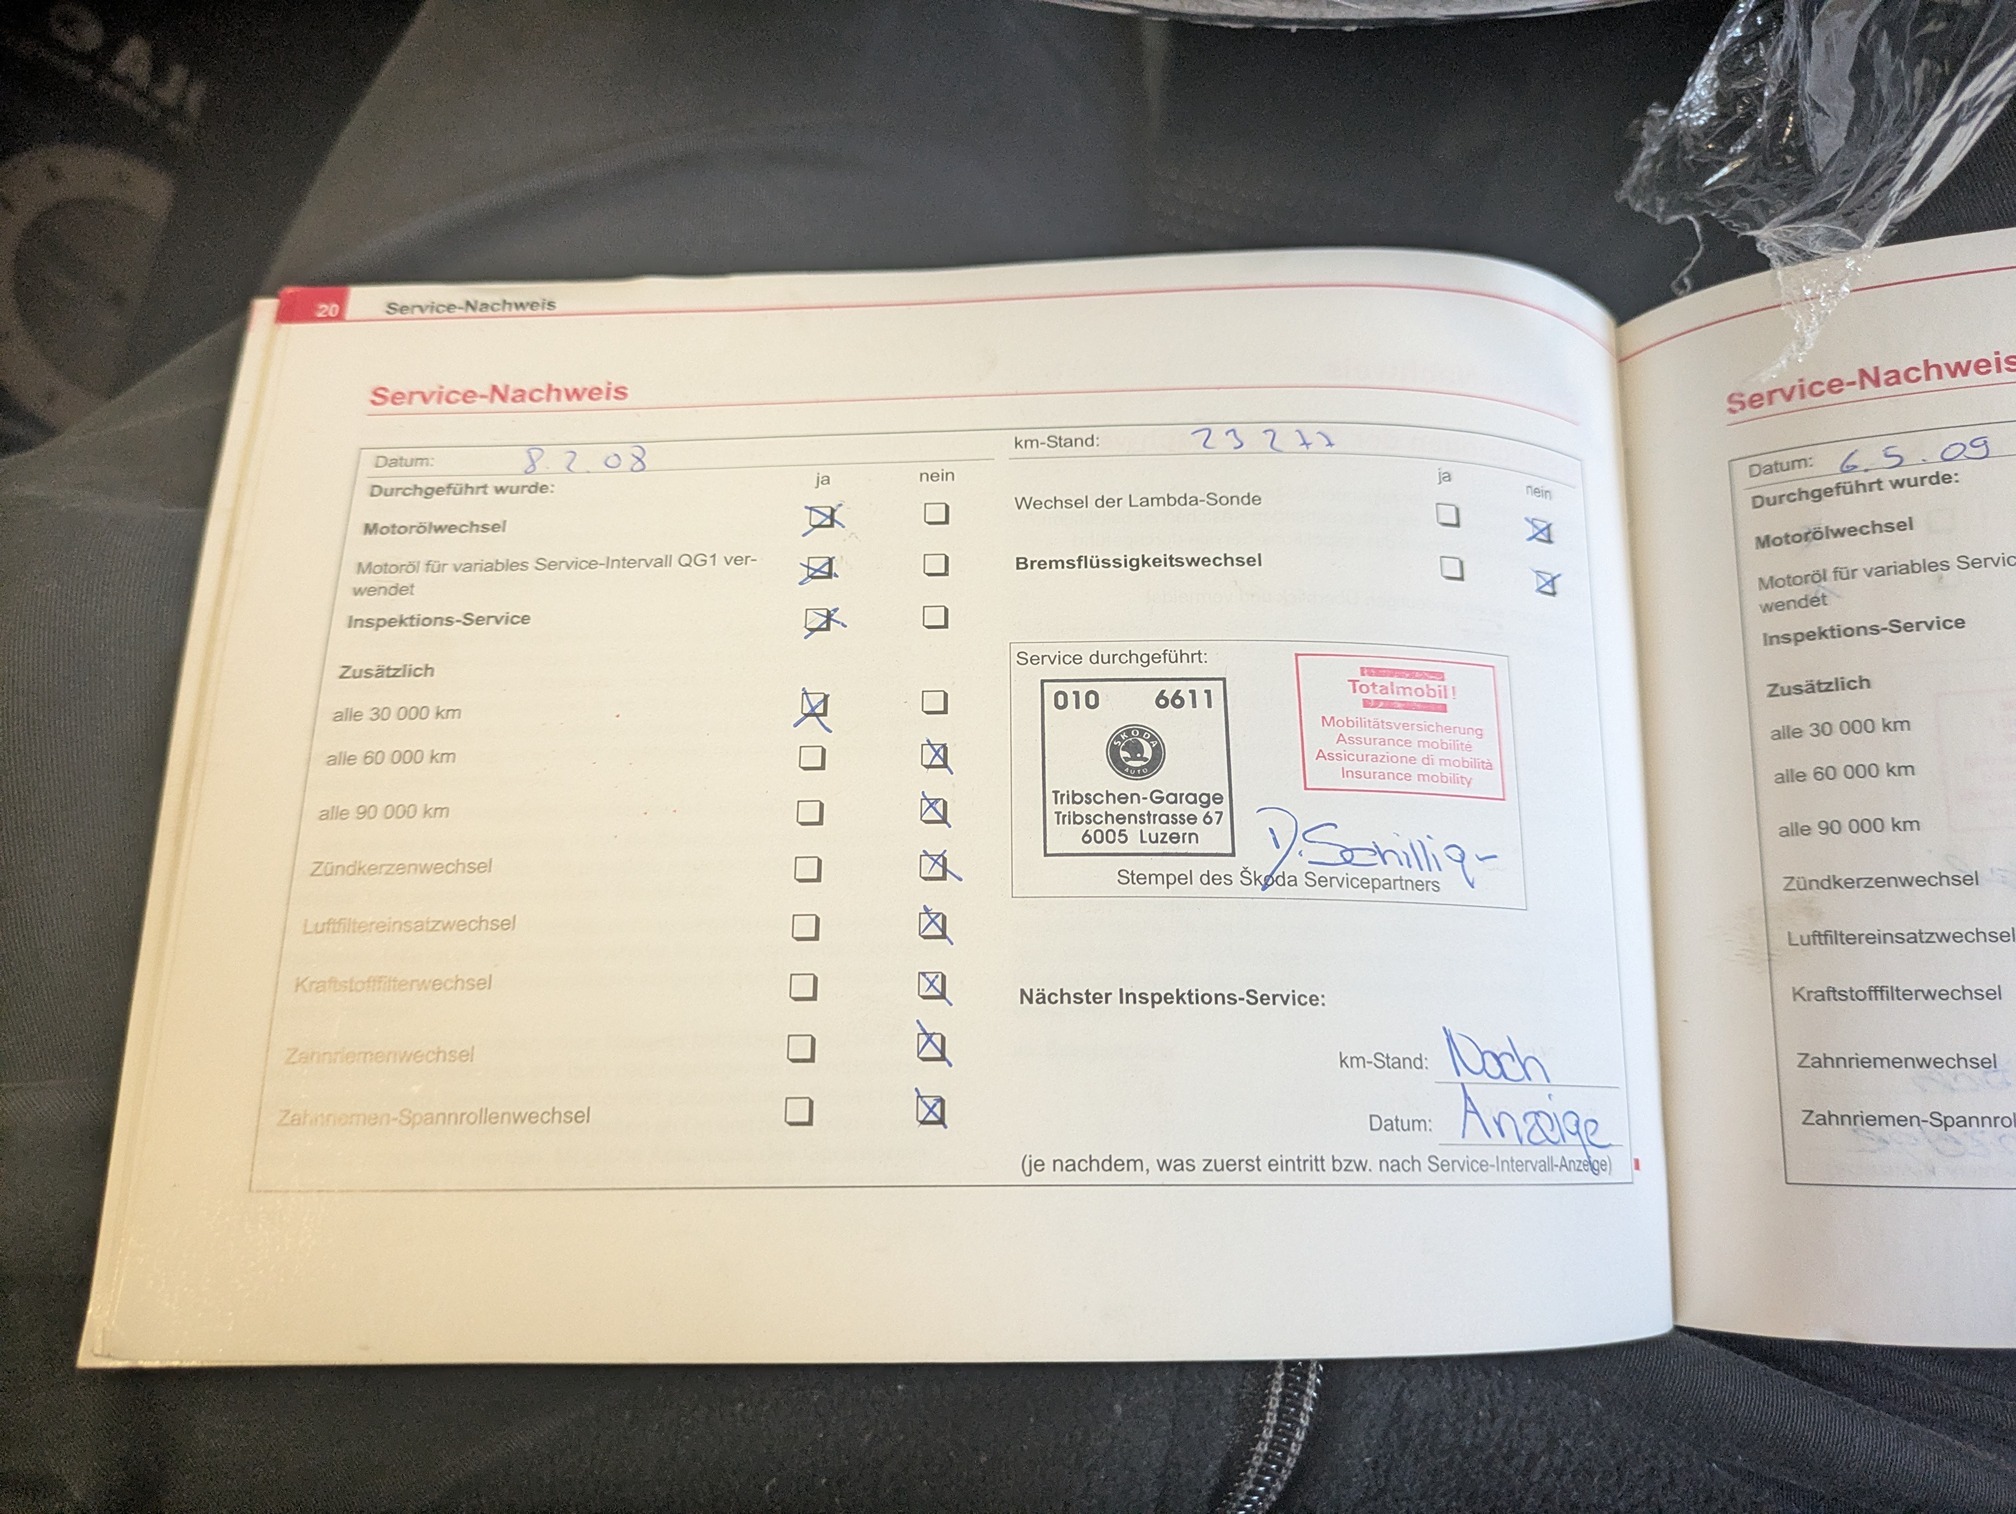 20 Service-Nachweis
Service-Nachweis
Datum: 8.2.08
Durchgeführt wurde: ja nein
Motorölwechsel
Motoröl für variables Service-Intervall QG1 ver-
wendet
Inspektions-Service
Zusätzlich
alle 30 000 km
alle 60 000 km
alle 90 000 km
Zündkerzenwechsel
Luftfiltereinsatzwechsel
Kraftstofffilterwechsel
Zahnriemenwechsel
Zahnriemen-Spannrollenwechsel
km-Stand: 23 277
ja nein
Wechsel der Lambda-Sonde
Bremsflüssigkeitswechsel
Service durchgeführt:
010 6611
SKODA
AUTO
Tribschen-Garage
Tribschenstrasse 67
6005 Luzern
Totalmobil!
Mobilitätsversicherung
Assurance mobilité
Assicurazione di mobilità
Insurance mobility
D. Schillig
Stempel des Škoda Servicepartners
Nächster Inspektions-Service:
km-Stand: Nach
Datum: Anzeige
(je nachdem, was zuerst eintritt bzw. nach Service-Intervall-Anzeige)
Service-Nachweis
Datum: 6.5.09
Durchgeführt wurde:
Motorölwechsel
Motoröl für variables Servic
wendet
Inspektions-Service
Zusätzlich
alle 30 000 km
alle 60 000 km
alle 90 000 km
Zündkerzenwechsel
Luftfiltereinsatzwechsel
Kraftstofffilterwechsel
Zahnriemenwechsel
Zahnriemen-Spannrol